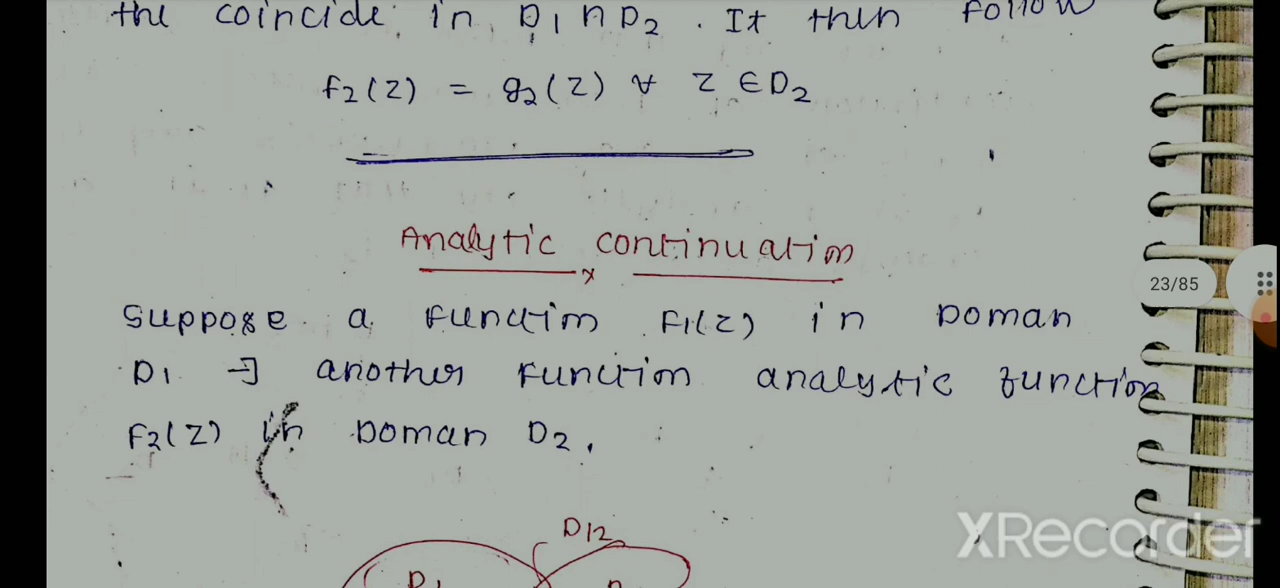 the coincide in D1 ∩ D2 . It then follow
f2(z) = g2(z) ∀ z ∈ D2
Analytic continuation
Suppose a function F1(z) in Doman
D1 ∃ another function analytic function
F2(z) in Doman D2.
D12
D1
23/85
XRecorder